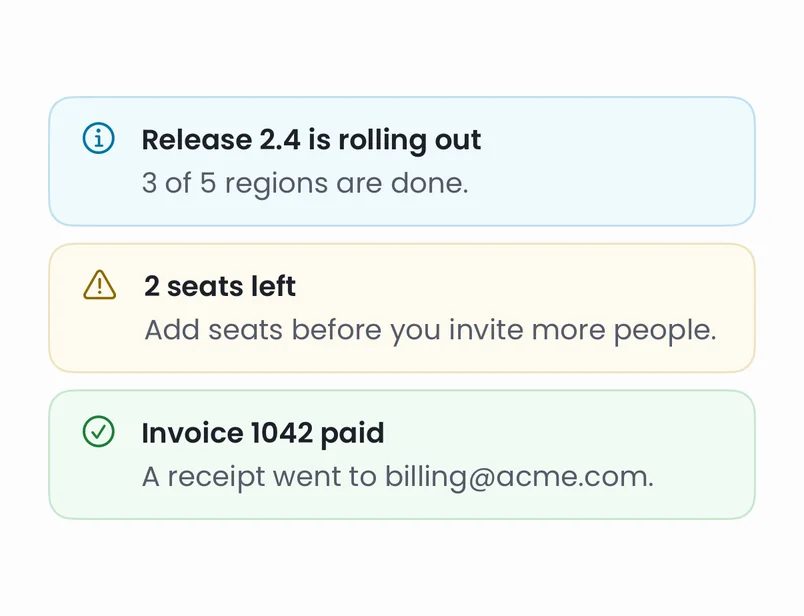 Release 2.4 is rolling out
3 of 5 regions are done.
2 seats left
Add seats before you invite more people.
Invoice 1042 paid
A receipt went to billing@acme.com.